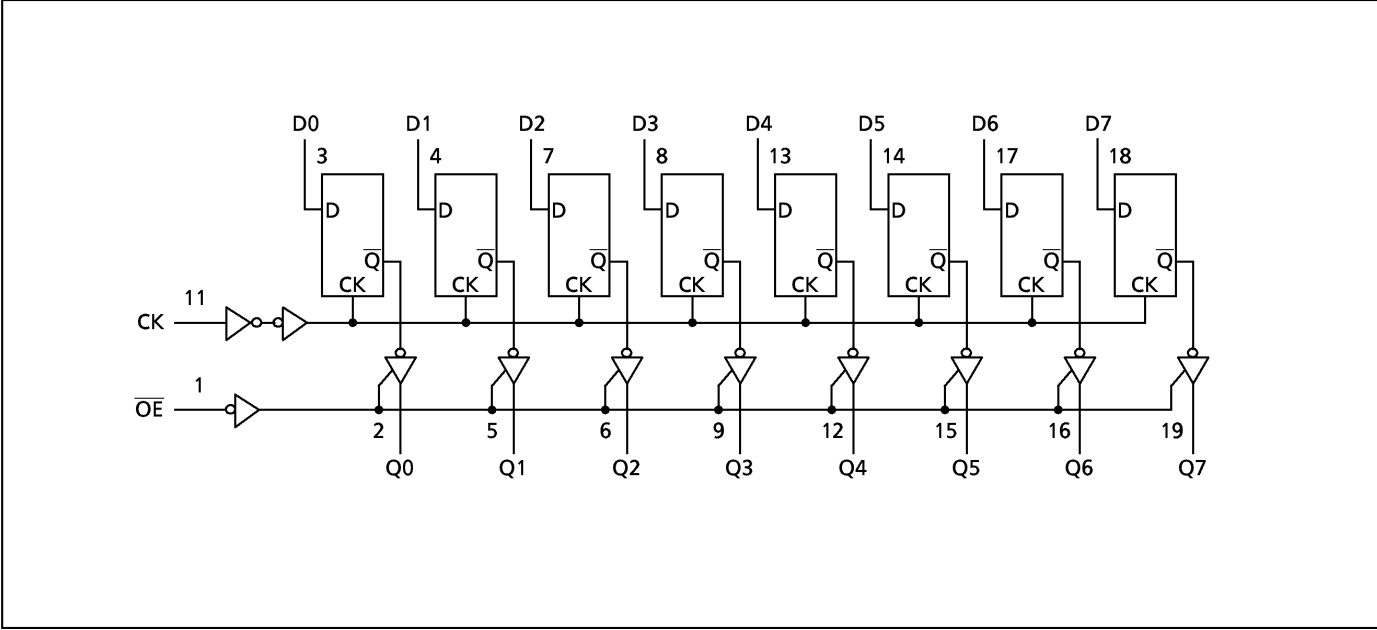 D0 D1 D2 D3 D4 D5 D6 D7
3 4 7 8 13 14 17 18
D D D D D D D D
Q̅ Q̅ Q̅ Q̅ Q̅ Q̅ Q̅ Q̅
CK CK CK CK CK CK CK CK
11
CK
1
O̅E̅
2 5 6 9 12 15 16 19
Q0 Q1 Q2 Q3 Q4 Q5 Q6 Q7